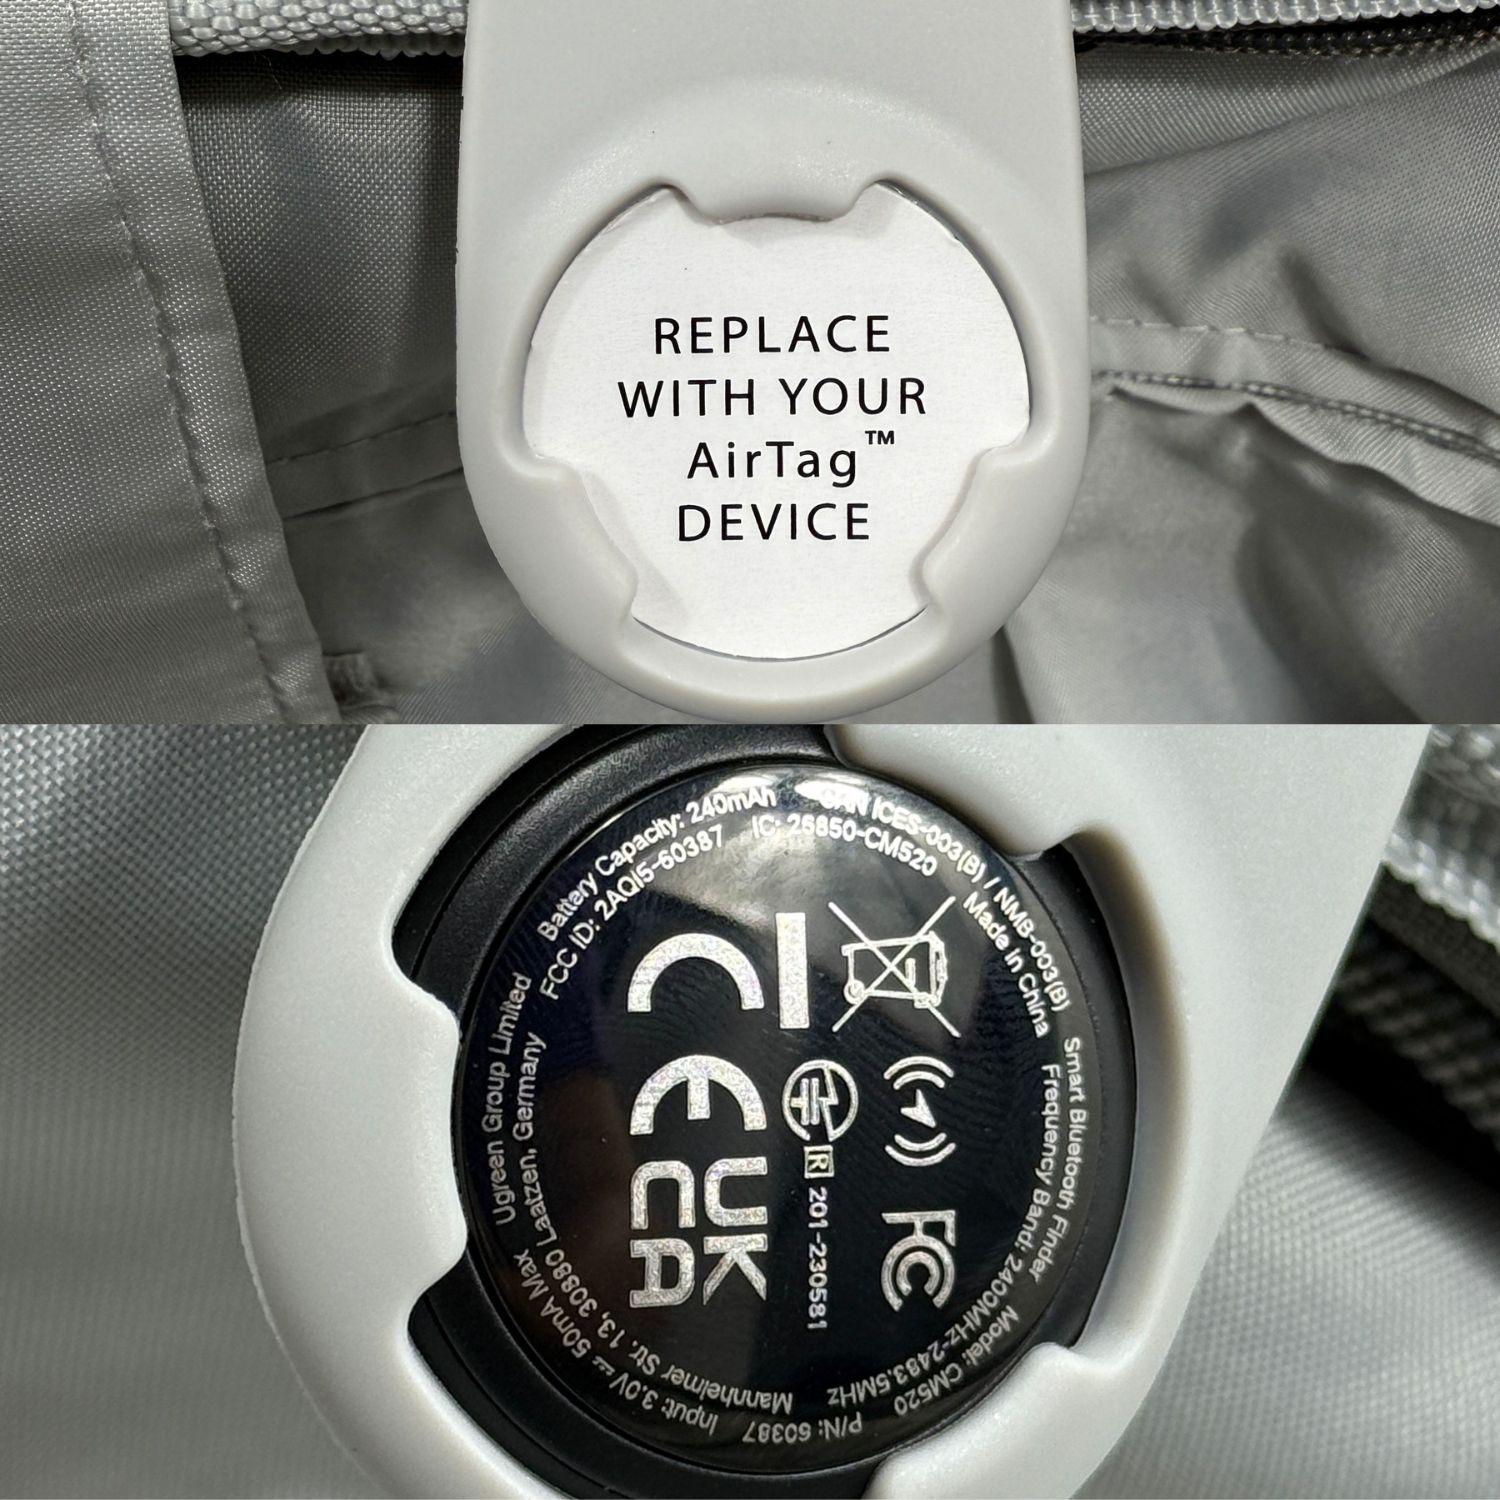 REPLACE
WITH YOUR
AirTag™
DEVICE
Battery Capacity: 240mAh
CAN ICES-003(B) / NMB-003(B)
FCC ID: 2AQI5-60387
IC: 26850-CM520
Made in China
Smart Bluetooth Finder
Frequency Band: 2400MHz-2483.5MHz
Model: CM520
P/N: 60387
Input: 3.0V⎓ 50mA Max
Ugreen Group Limited
Mannheimer Str. 13, 30880 Laatzen, Germany
CE
UK
CA
R 201-230581
FC